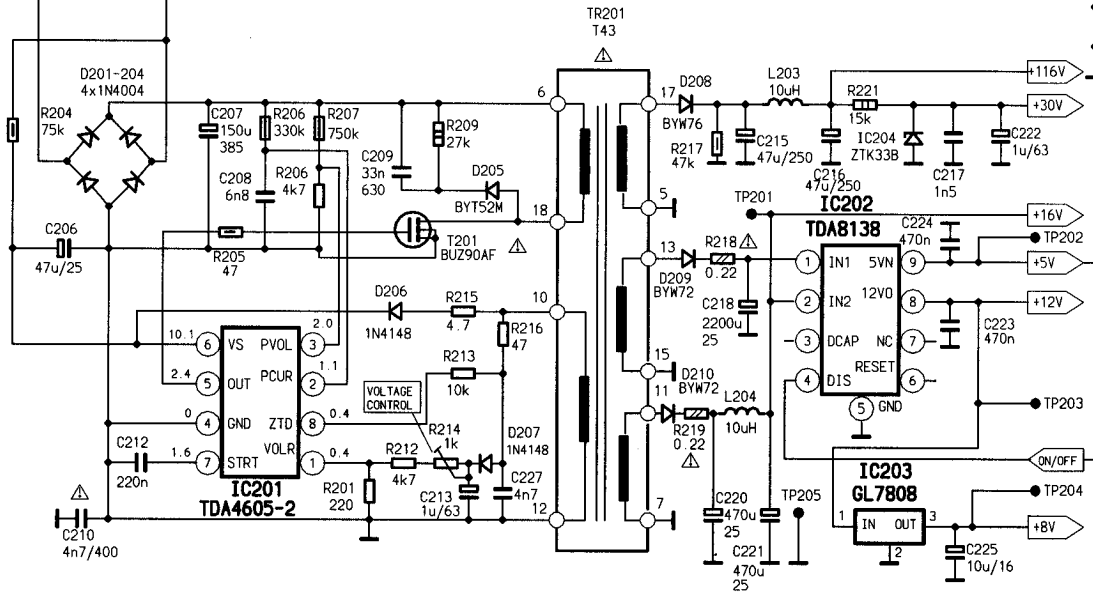 TR201
T43
D201-204
4x1N4004
R204
75k
C207
150u
385
R206
330k
R207
750k
C208
6n8
R206
4k7
C209
33n
630
R209
27k
D205
BYT52M
6
18
10
12
17
5
13
15
11
7
D208
BYW76
L203
10uH
R217
47k
C215
47u/250
C216
47u/250
R221
15k
IC204
ZTK33B
C217
1n5
C222
1u/63
+116V
+30V
C206
47u/25
R205
47
T201
BUZ90AF
TP201
IC202
TDA8138
C224
470n
+16V
TP202
+5V
R218
0.22
D209
BYW72
C218
2200u
25
1 IN1 5VN 9
2 IN2 12VO 8
3 DCAP NC 7
4 DIS RESET 6
5 GND
+12V
C223
470n
D206
1N4148
R215
4.7
R216
47
R213
10k
VOLTAGE
CONTROL
R214
1k
D207
1N4148
R212
4k7
C213
1u/63
C227
4n7
R201
220
10.1 6 VS PVOL 3 2.0
2.4 5 OUT PCUR 2 1.1
0 4 GND ZTD 8 0.4
1.6 7 STRT VOLR 1 0.4
C212
220n
IC201
TDA4605-2
C210
4n7/400
D210
BYW72
R219
0.22
L204
10uH
C220
470u
25
C221
470u
25
TP205
TP203
ON/OFF
IC203
GL7808
1 IN OUT 3
2
TP204
+8V
C225
10u/16